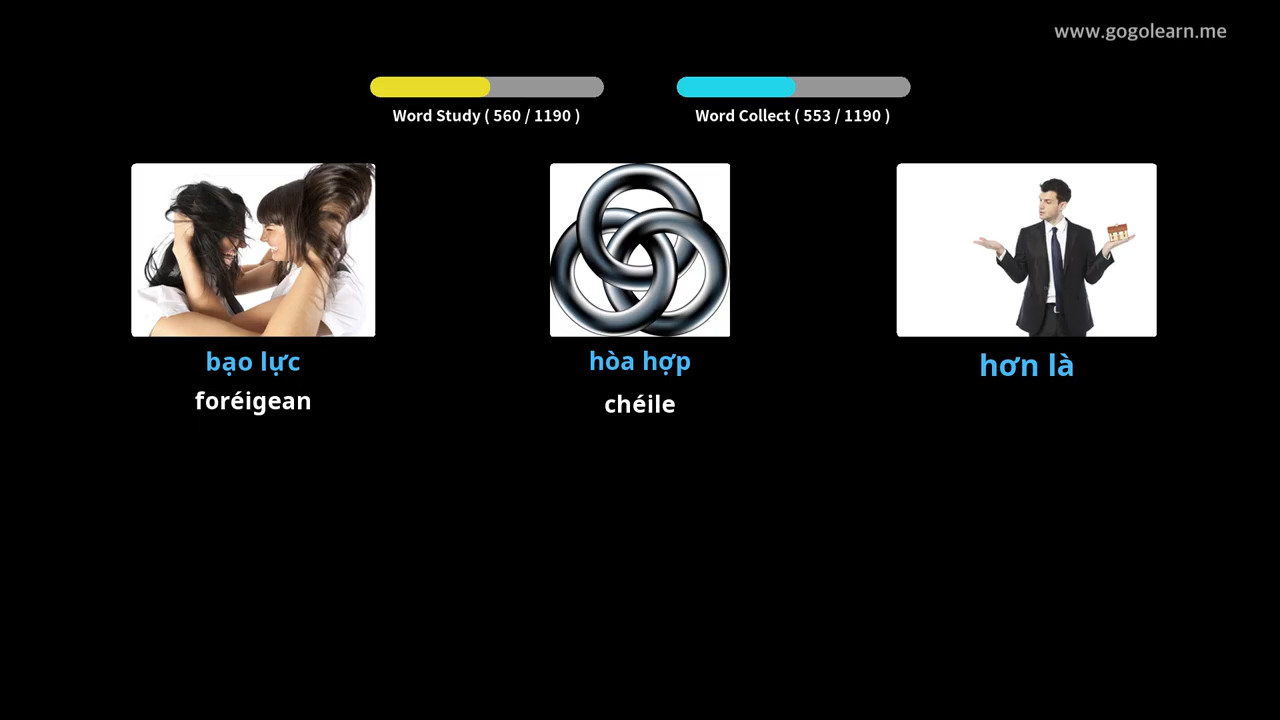 www.gogolearn.me
Word Study ( 560 / 1190 )
Word Collect ( 553 / 1190 )
bạo lực
foréigean
hòa hợp
chéile
hơn là